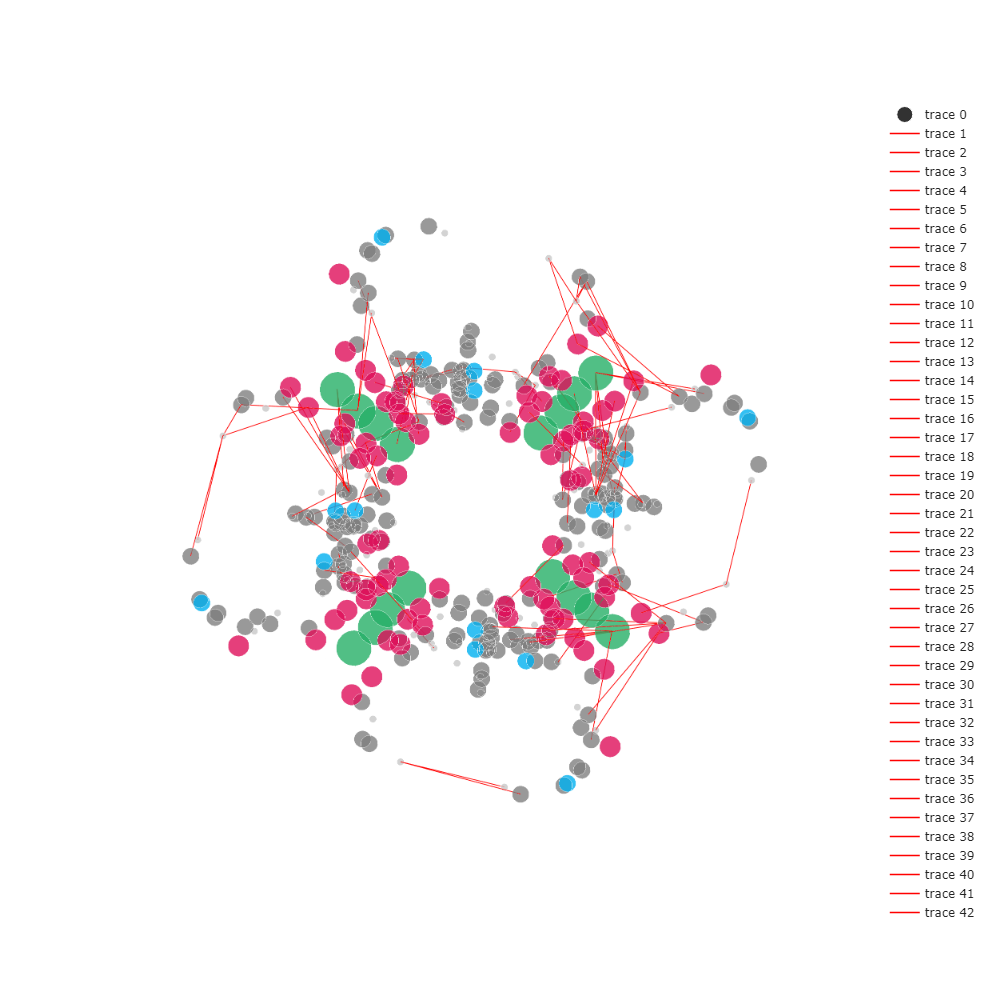 trace 0
trace 1
trace 2
trace 3
trace 4
trace 5
trace 6
trace 7
trace 8
trace 9
trace 10
trace 11
trace 12
trace 13
trace 14
trace 15
trace 16
trace 17
trace 18
trace 19
trace 20
trace 21
trace 22
trace 23
trace 24
trace 25
trace 26
trace 27
trace 28
trace 29
trace 30
trace 31
trace 32
trace 33
trace 34
trace 35
trace 36
trace 37
trace 38
trace 39
trace 40
trace 41
trace 42